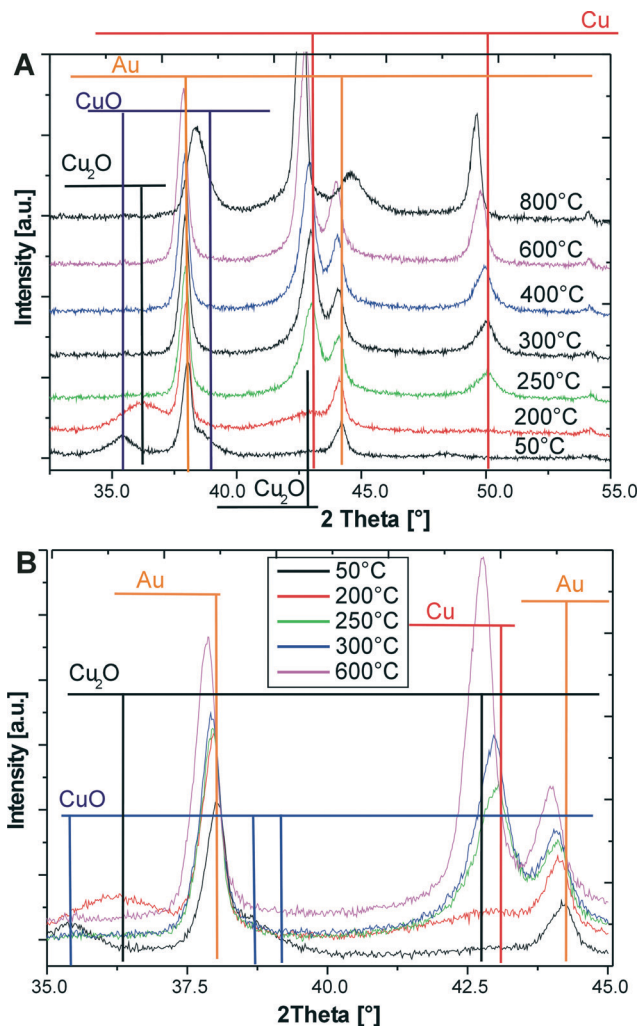 Cu
A
Au
CuO
Cu2O
800°C
600°C
400°C
300°C
250°C
200°C
50°C
Intensity [a.u.]
35.0 40.0 45.0 50.0 55.0
Cu2O
2 Theta [°]
B
Au
50°C
200°C
250°C
300°C
600°C
Cu
Au
Cu2O
CuO
Intensity [a.u.]
35.0 37.5 40.0 42.5 45.0
2Theta [°]